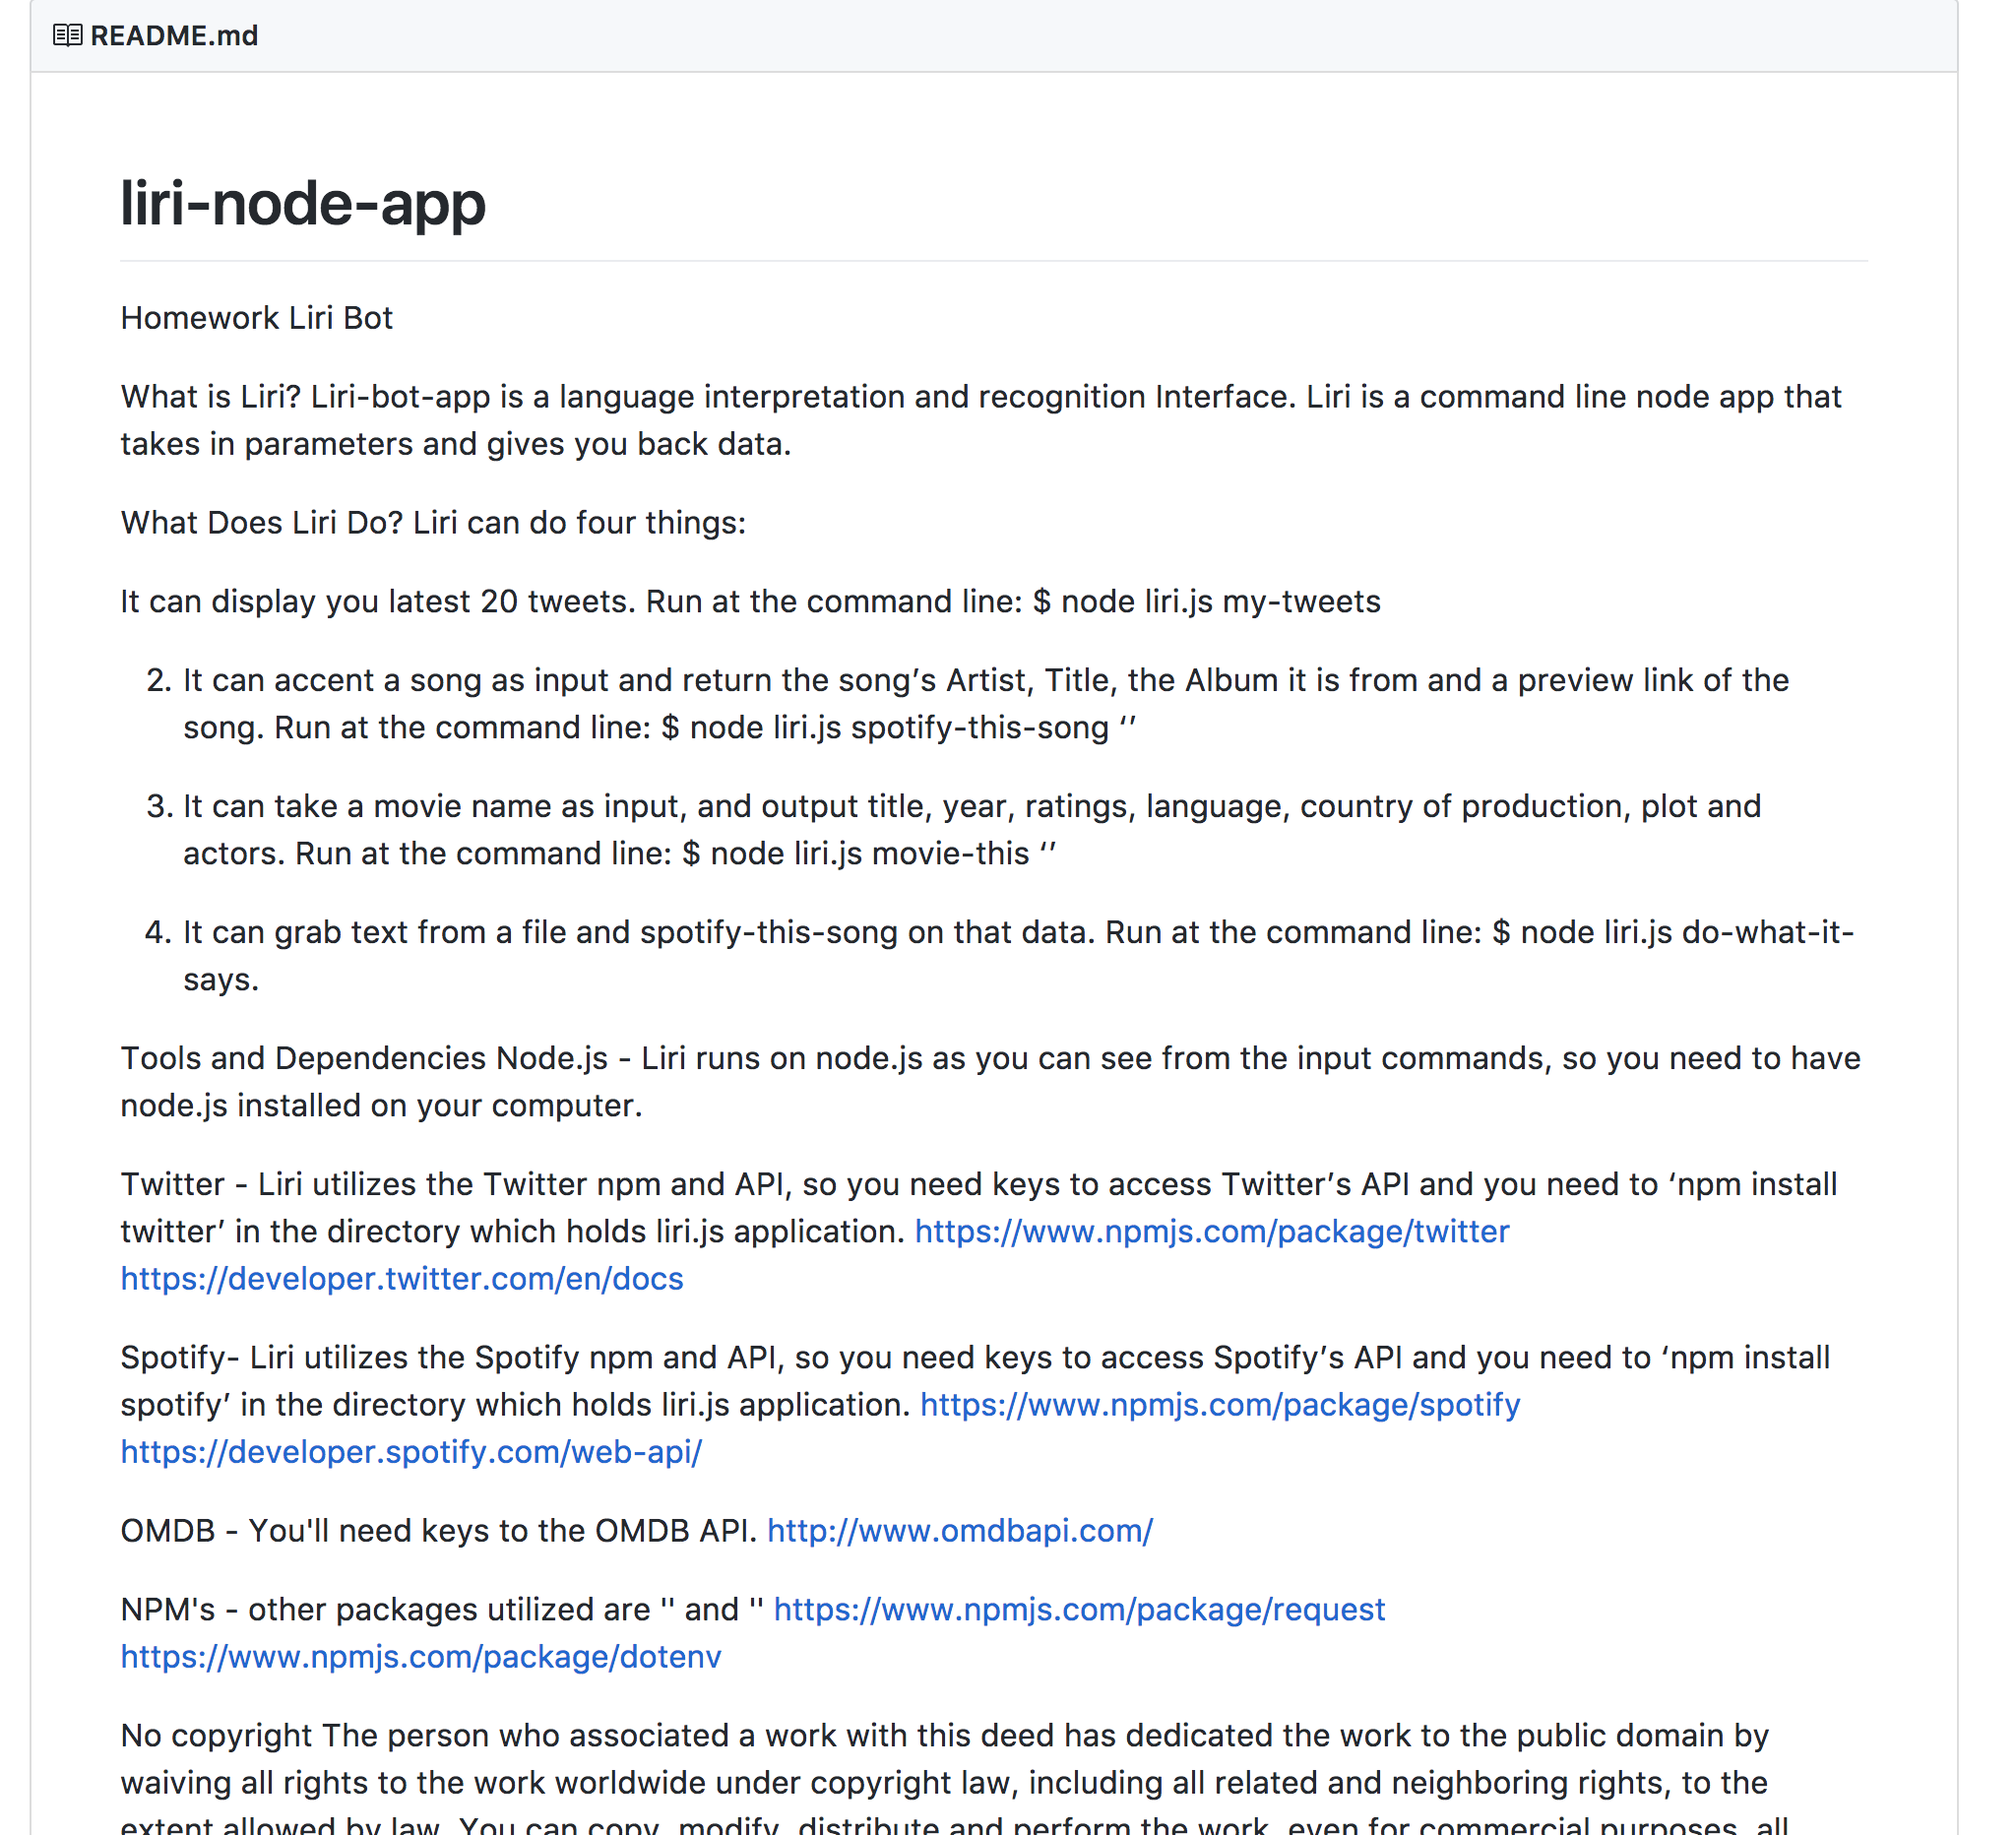 README.md
liri-node-app
Homework Liri Bot
What is Liri? Liri-bot-app is a language interpretation and recognition Interface. Liri is a command line node app that
takes in parameters and gives you back data.
What Does Liri Do? Liri can do four things:
It can display you latest 20 tweets. Run at the command line: $ node liri.js my-tweets
2. It can accent a song as input and return the song’s Artist, Title, the Album it is from and a preview link of the
song. Run at the command line: $ node liri.js spotify-this-song ‘’
3. It can take a movie name as input, and output title, year, ratings, language, country of production, plot and
actors. Run at the command line: $ node liri.js movie-this ‘’
4. It can grab text from a file and spotify-this-song on that data. Run at the command line: $ node liri.js do-what-it-
says.
Tools and Dependencies Node.js - Liri runs on node.js as you can see from the input commands, so you need to have
node.js installed on your computer.
Twitter - Liri utilizes the Twitter npm and API, so you need keys to access Twitter’s API and you need to ‘npm install
twitter’ in the directory which holds liri.js application. https://www.npmjs.com/package/twitter
https://developer.twitter.com/en/docs
Spotify- Liri utilizes the Spotify npm and API, so you need keys to access Spotify’s API and you need to ‘npm install
spotify’ in the directory which holds liri.js application. https://www.npmjs.com/package/spotify
https://developer.spotify.com/web-api/
OMDB - You'll need keys to the OMDB API. http://www.omdbapi.com/
NPM's - other packages utilized are '' and '' https://www.npmjs.com/package/request
https://www.npmjs.com/package/dotenv
No copyright The person who associated a work with this deed has dedicated the work to the public domain by
waiving all rights to the work worldwide under copyright law, including all related and neighboring rights, to the
extent allowed by law. You can copy, modify, distribute and perform the work, even for commercial purposes, all